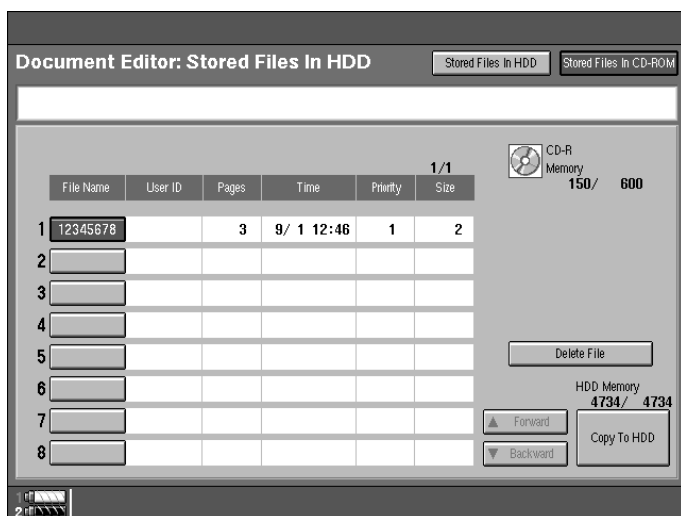 Document Editor: Stored Files In HDD
Stored Files In HDD
Stored Files In CD-ROM
CD-R
Memory
150/ 600
1/1
File Name User ID Pages Time Priority Size
1 12345678 3 9/ 1 12:46 1 2
2
3
4
5
6
7
8
Delete File
HDD Memory
4734/ 4734
▲ Forward
▼ Backward
Copy To HDD
1
2